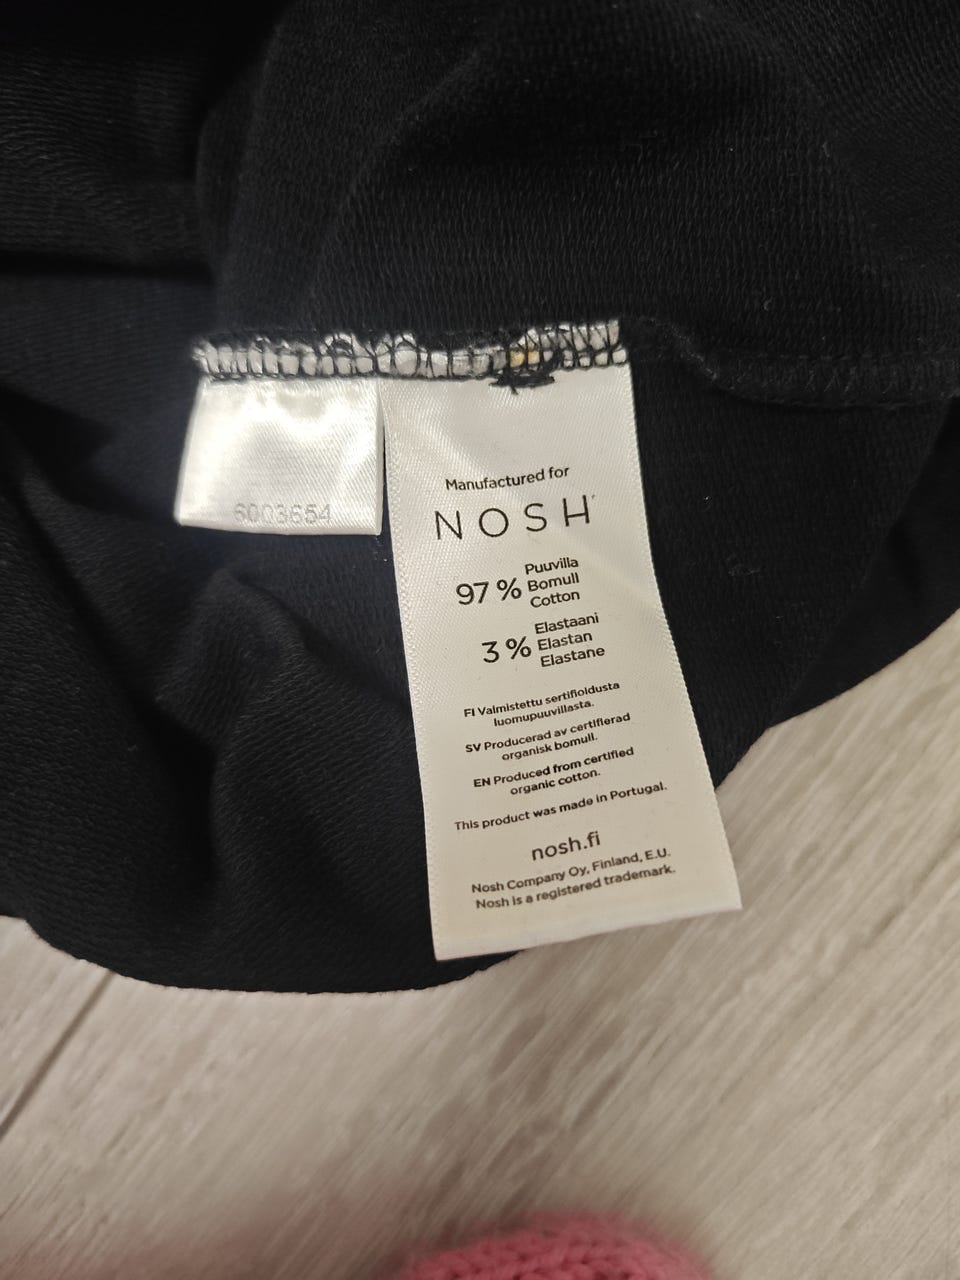 6003654
Manufactured for
NOSH
97 %
Puuvilla
Bomull
Cotton
3 %
Elastaani
Elastan
Elastane
FI Valmistettu sertifioidusta
luomupuuvillasta.
SV Producerad av certifierad
organisk bomull.
EN Produced from certified
organic cotton.
This product was made in Portugal.
nosh.fi
Nosh Company Oy, Finland, E.U.
Nosh is a registered trademark.